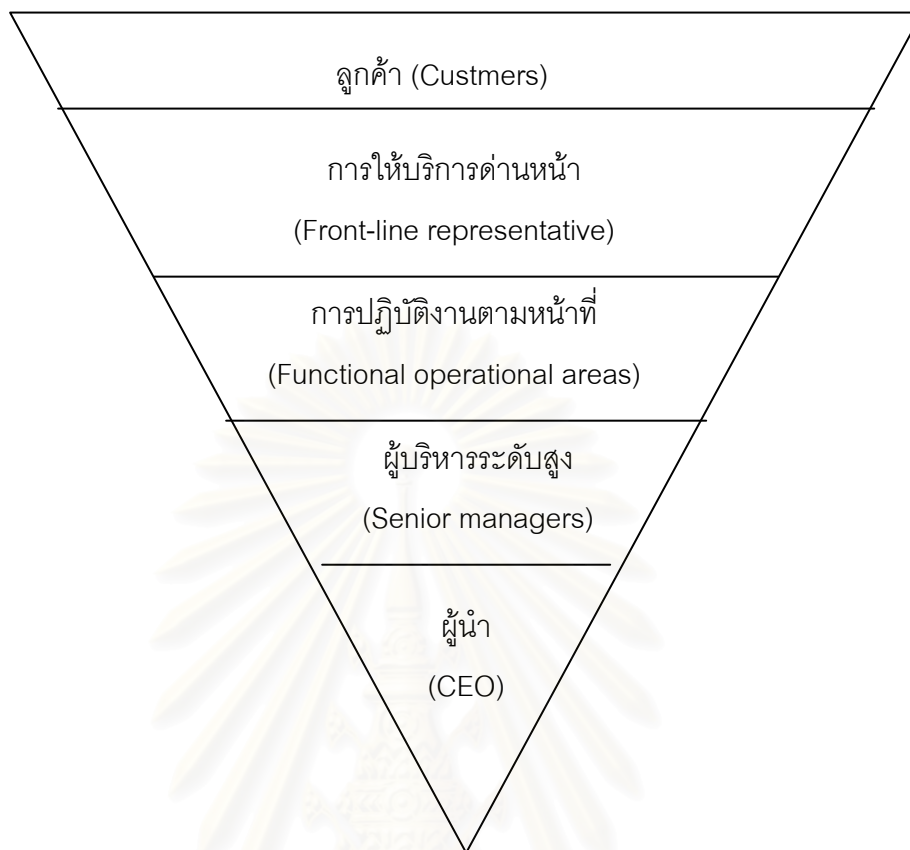 ลูกค้า (Custmers)
การให้บริการด่านหน้า
(Front-line representative)
การปฏิบัติงานตามหน้าที่
(Functional operational areas)
ผู้บริหารระดับสูง
(Senior managers)
ผู้นำ
(CEO)